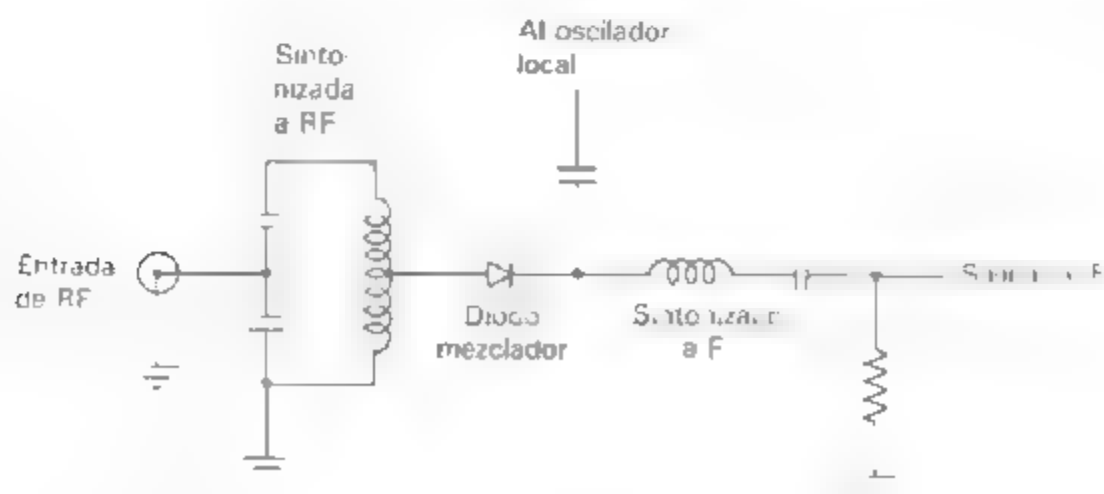 Al oscilador
local
Sinto-
nizada
a RF
Entrada
de RF
Diodo
mezclador
a F